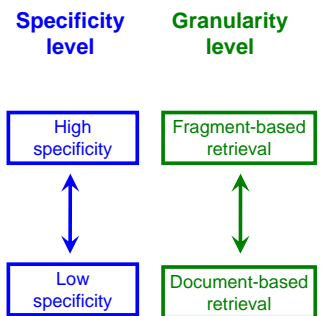 Specificity
level
Granularity
level
High
specificity
Fragment-based
retrieval
Low
specificity
Document-based
retrieval